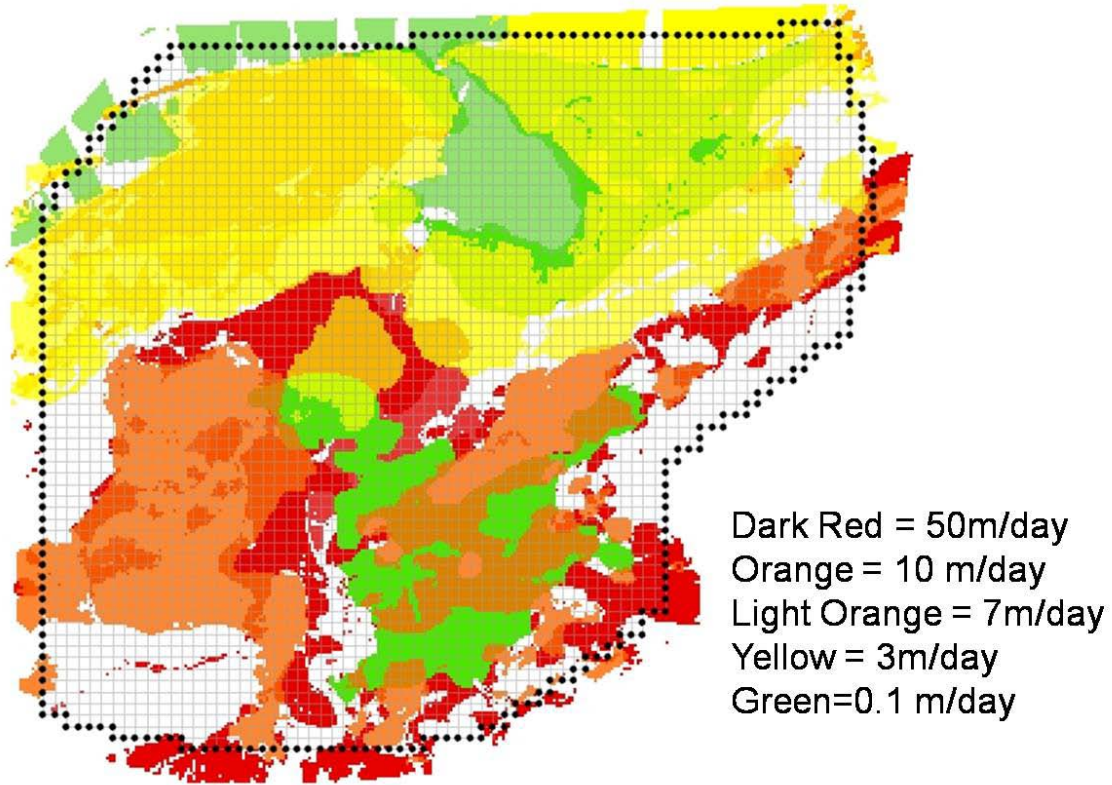 Dark Red = 50m/day
Orange = 10 m/day
Light Orange = 7m/day
Yellow = 3m/day
Green=0.1 m/day